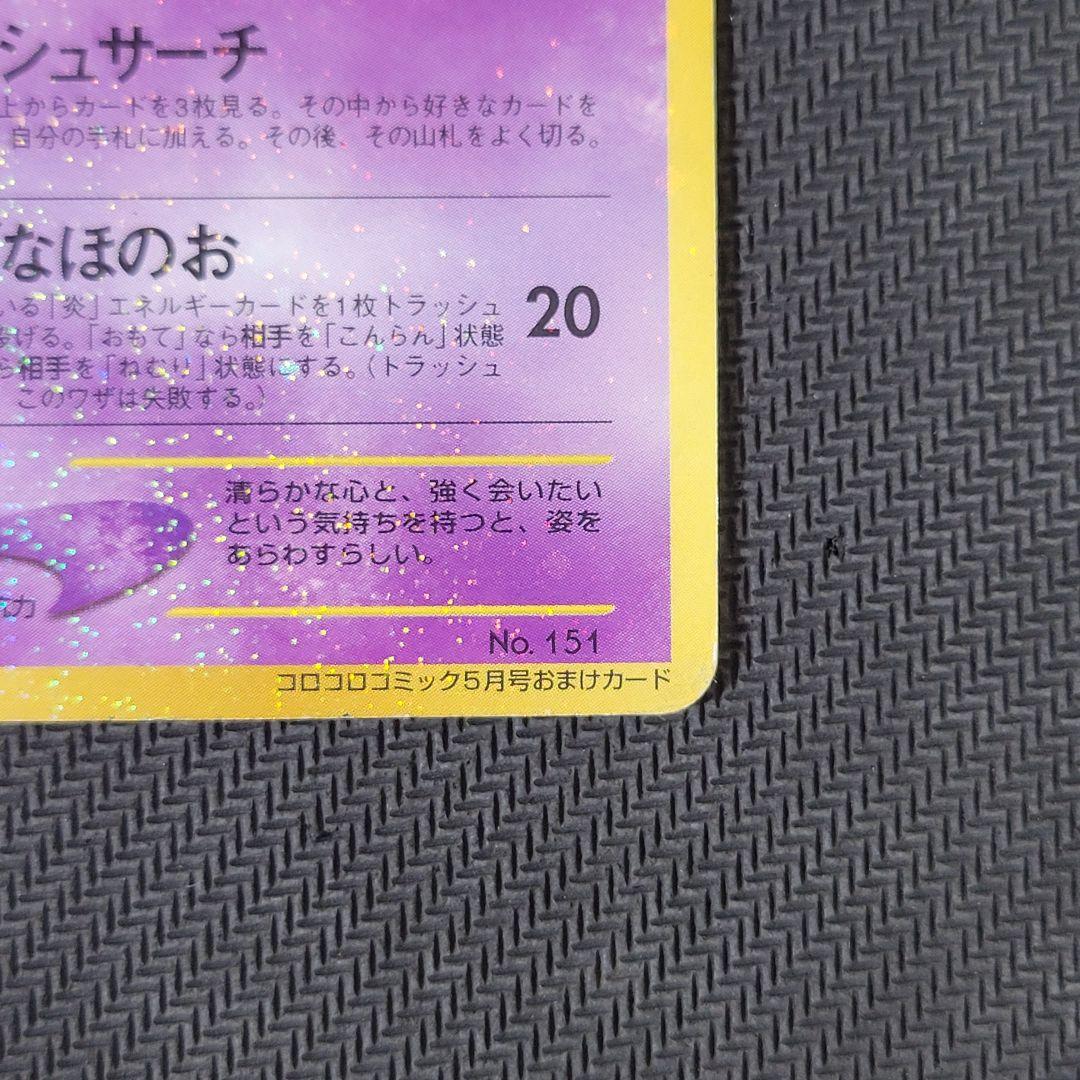 シュサーチ
上からカードを3枚見る。その中から好きなカードを
自分の手札に加える。その後、その山札をよく切る。
なほのお
いる「炎」エネルギーカードを1枚トラッシュ
投げる。「おもて」なら相手を「こんらん」状態
20
ら相手を「ねむり」状態にする。（トラッシュ
このワザは失敗する。）
清らかな心と、強く会いたい
という気持ちを待つと、姿を
あらわすらしい。
No. 151
コロコロコミック5月号おまけカード